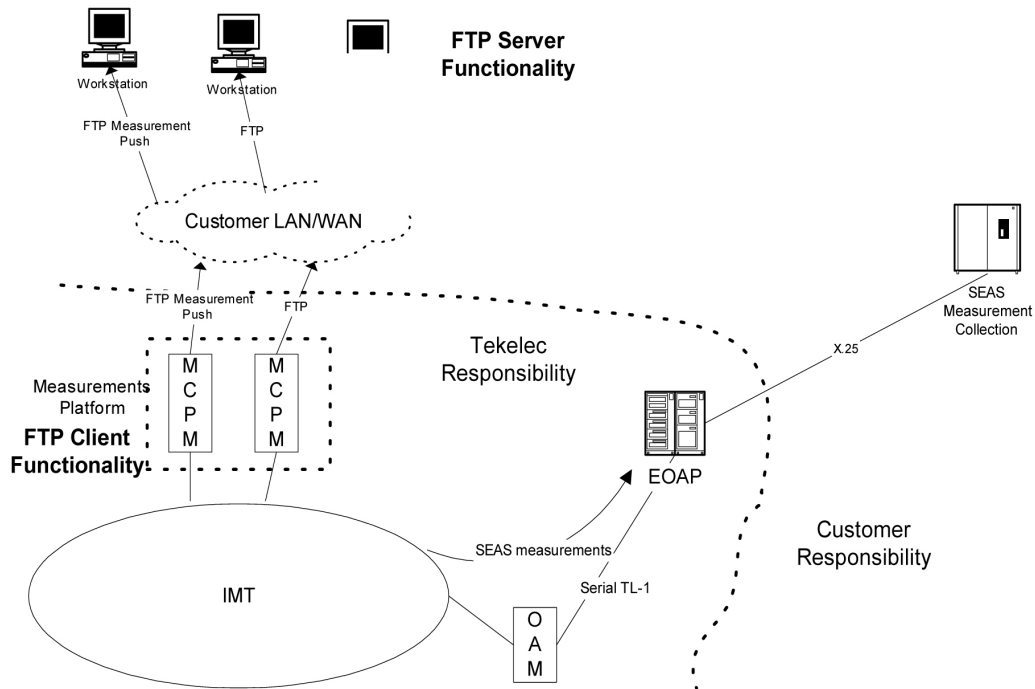 FTP Server
Functionality
Workstation
Workstation
FTP Measurement
Push
FTP
Customer LAN/WAN
FTP Measurement
Push
FTP
SEAS
Measurement
Collection
X.25
Tekelec
Responsibility
Measurements
Platform
FTP Client
Functionality
M
C
P
M
M
C
P
M
EOAP
SEAS measurements
Customer
Responsibility
Serial TL-1
IMT
O
A
M